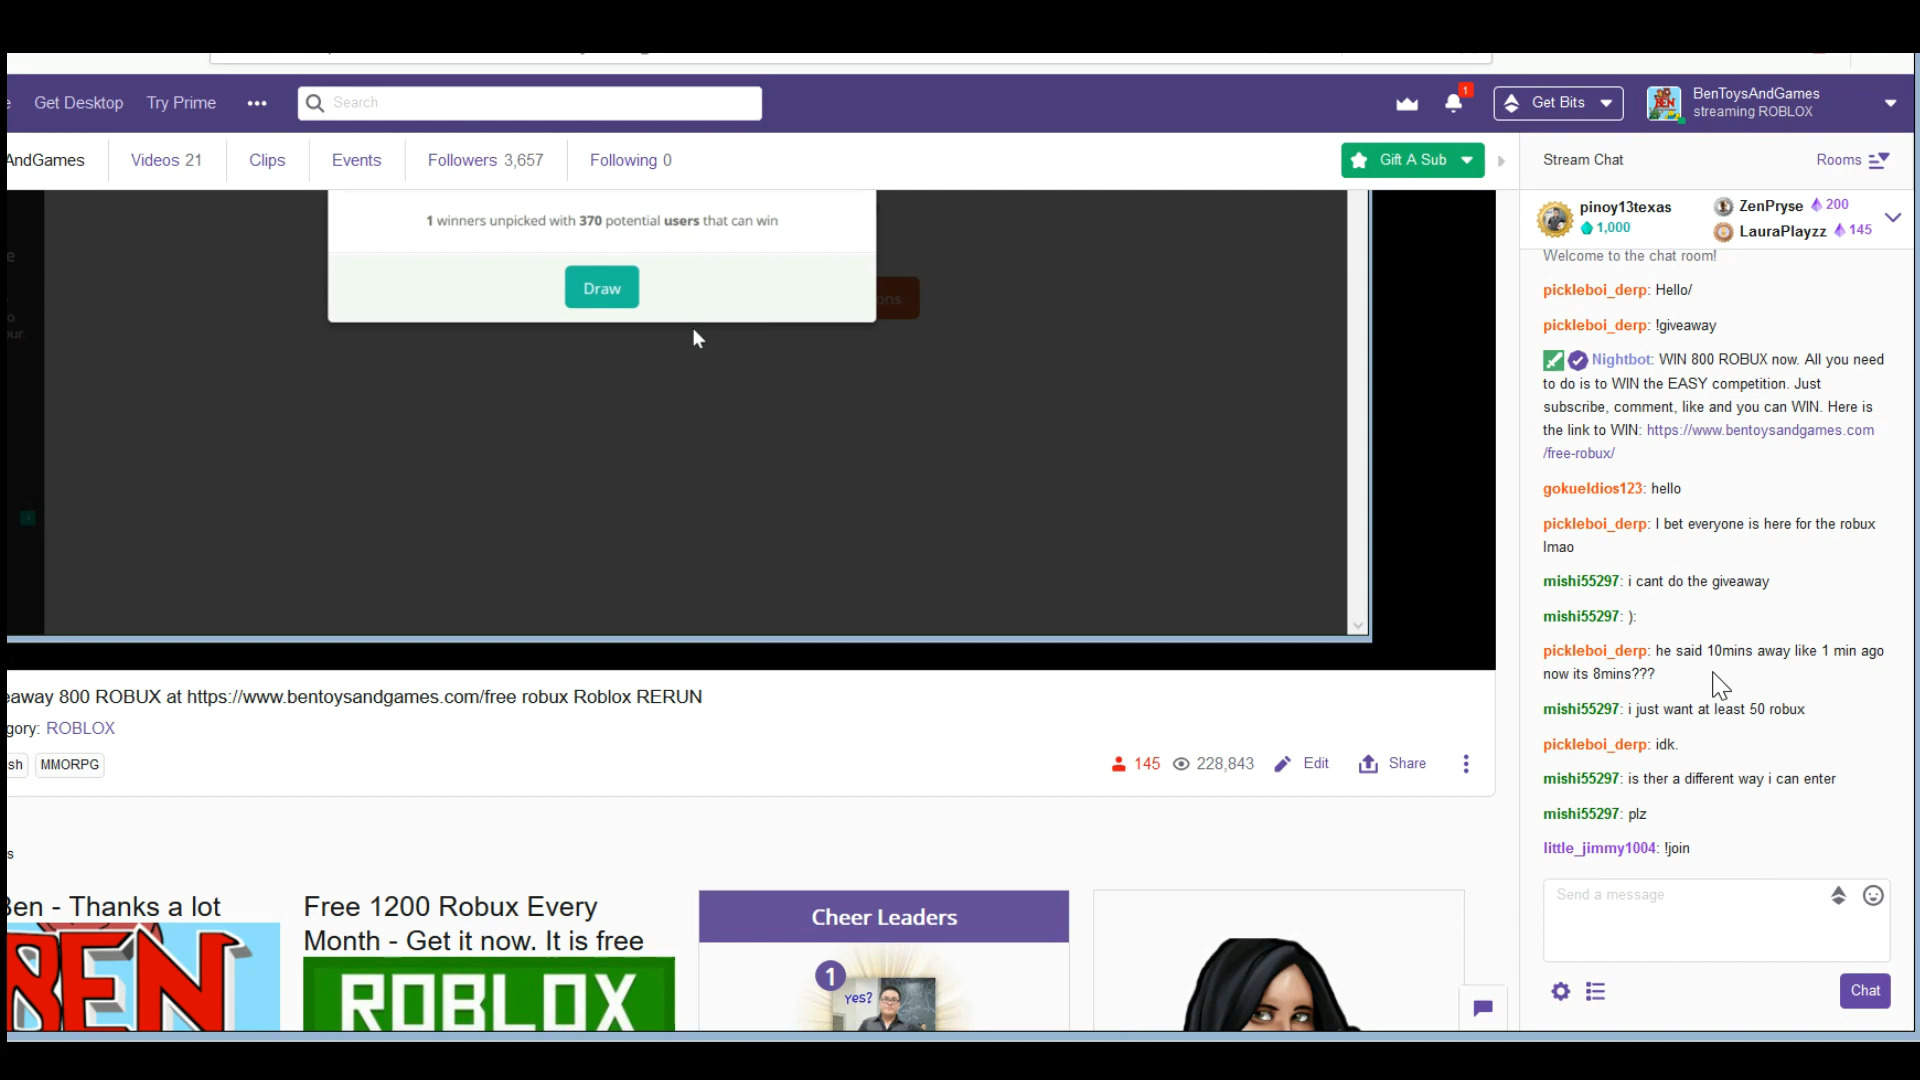 Get Desktop Try Prime ••• Search 1 Get Bits BenToysAndGames
streaming ROBLOX
AndGames Videos 21 Clips Events Followers 3,657 Following 0 Gift A Sub Stream Chat Rooms
1 winners unpicked with 370 potential users that can win
Draw
ons
pinoy13texas
1,000
ZenPryse 200
LauraPlayzz 145
Welcome to the chat room!
pickleboi_derp: Hello/
pickleboi_derp: !giveaway
Nightbot: WIN 800 ROBUX now. All you need
to do is to WIN the EASY competition. Just
subscribe, comment, like and you can WIN. Here is
the link to WIN: https://www.bentoysandgames.com
/free-robux/
gokueldios123: hello
pickleboi_derp: I bet everyone is here for the robux
lmao
mishi55297: i cant do the giveaway
mishi55297: ):
pickleboi_derp: he said 10mins away like 1 min ago
now its 8mins???
mishi55297: i just want at least 50 robux
pickleboi_derp: idk.
mishi55297: is ther a different way i can enter
mishi55297: plz
little_jimmy1004: !join
Send a message
Chat
eaway 800 ROBUX at https://www.bentoysandgames.com/free robux Roblox RERUN
gory: ROBLOX
sh MMORPG
145 228,843 Edit Share
s
Ben - Thanks a lot
BEN
Free 1200 Robux Every
Month - Get it now. It is free
ROBLOX
Cheer Leaders
1
Yes?